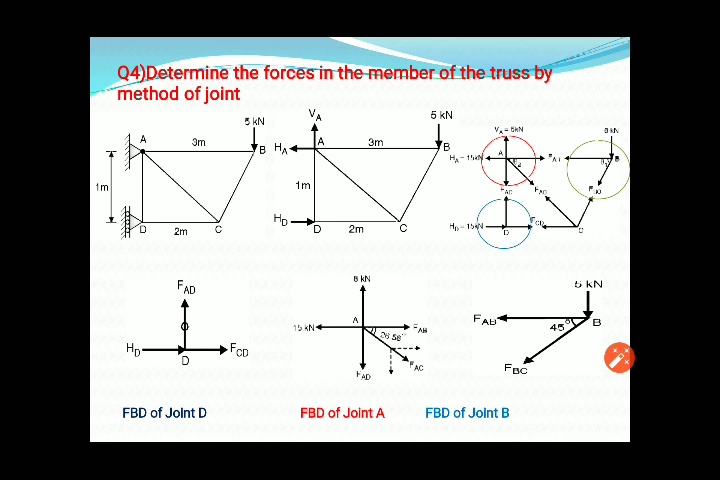 Q4)Determine the forces in the member of the truss by
method of joint
5 kN
A
3m
B
1m
D
2m
C
VA
5 kN
HA
A
3m
B
1m
HD
D
2m
C
VA = 5kN
8 kN
HA = 15kN
A
θ2
FAB
B
FAD
FAC
FBC
HD = 15kN
D
FCD
C
FAD
HD
D
FCD
8 kN
15 kN
A
FAB
θ
26.56°
FAC
FAD
5 kN
FAB
B
45°
FBC
FBD of Joint D
FBD of Joint A
FBD of Joint B